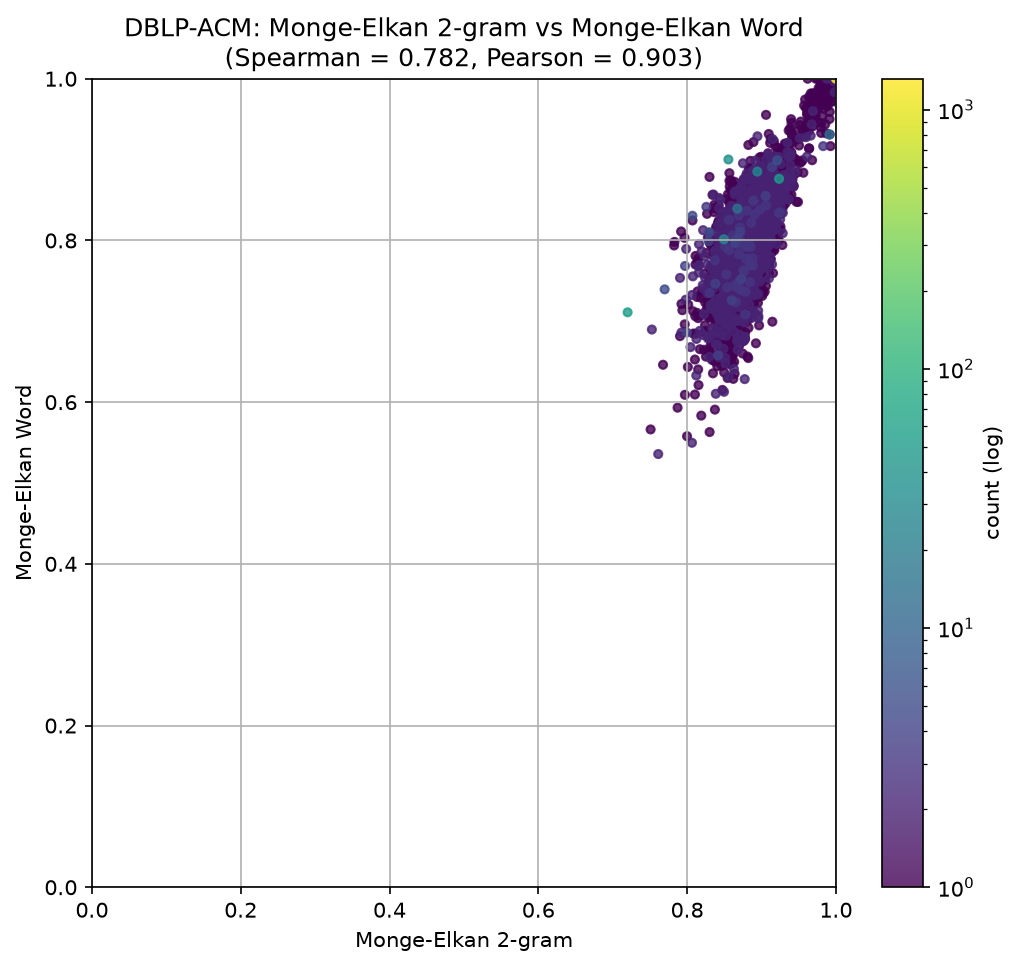 DBLP-ACM: Monge-Elkan 2-gram vs Monge-Elkan Word
(Spearman = 0.782, Pearson = 0.903)
1.0
0.8
0.6
0.4
0.2
0.0
Monge-Elkan Word
0.0 0.2 0.4 0.6 0.8 1.0
Monge-Elkan 2-gram
10³
10²
10¹
10⁰
count (log)